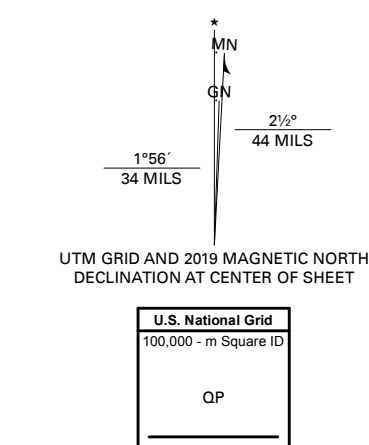 MN
GN
2½°
44 MILS
1°56´
34 MILS
UTM GRID AND 2019 MAGNETIC NORTH
DECLINATION AT CENTER OF SHEET
U.S. National Grid
100,000 - m Square ID
QP